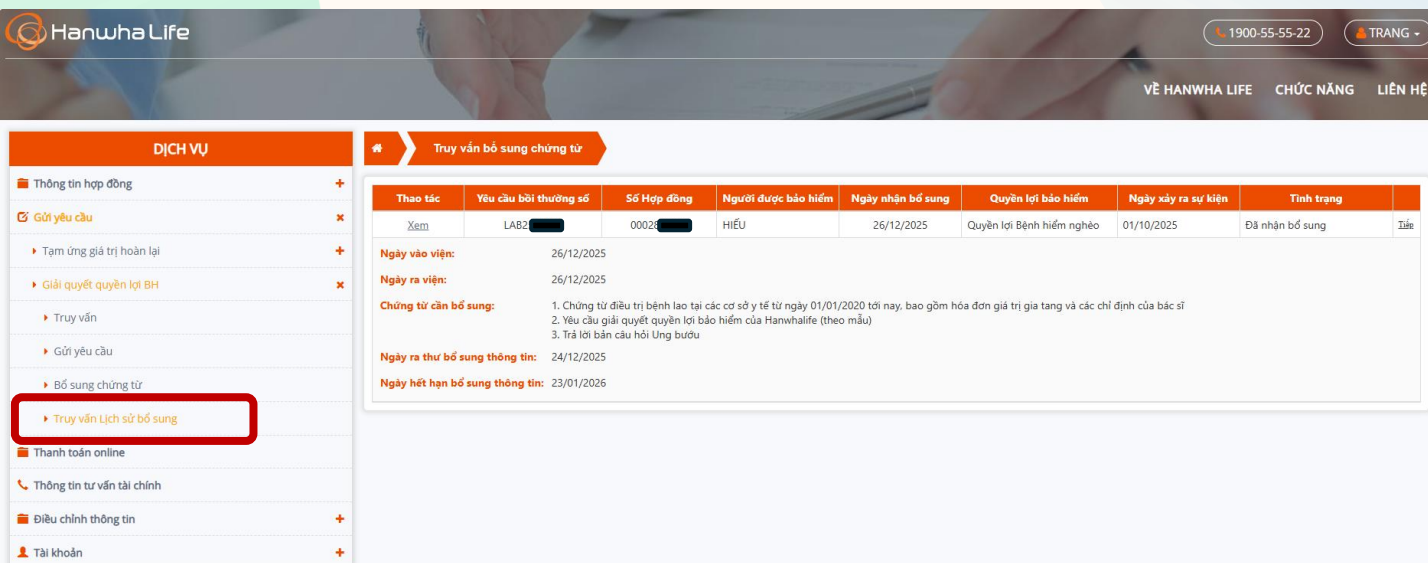 Hanwha Life
1900-55-55-22
TRANG
VỀ HANWHA LIFE CHỨC NĂNG LIÊN HỆ
DỊCH VỤ
Thông tin hợp đồng
Gửi yêu cầu
Tạm ứng giá trị hoàn lại
Giải quyết quyền lợi BH
Truy vấn
Gửi yêu cầu
Bổ sung chứng từ
Truy vấn Lịch sử bổ sung
Thanh toán online
Thông tin tư vấn tài chính
Điều chỉnh thông tin
Tài khoản
Truy vấn bổ sung chứng từ
Thao tác Yêu cầu bồi thường số Số Hợp đồng Người được bảo hiểm Ngày nhận bổ sung Quyền lợi bảo hiểm Ngày xảy ra sự kiện Tình trạng
Xem LAB2 00028 HIẾU 26/12/2025 Quyền lợi Bệnh hiểm nghèo 01/10/2025 Đã nhận bổ sung Tiếp
Ngày vào viện: 26/12/2025
Ngày ra viện: 26/12/2025
Chứng từ cần bổ sung: 1. Chứng từ điều trị bệnh lao tại các cơ sở y tế từ ngày 01/01/2020 tới nay, bao gồm hóa đơn giá trị gia tang và các chỉ định của bác sĩ
2. Yêu cầu giải quyết quyền lợi bảo hiểm của Hanwhalife (theo mẫu)
3. Trả lời bản câu hỏi Ung bướu
Ngày ra thư bổ sung thông tin: 24/12/2025
Ngày hết hạn bổ sung thông tin: 23/01/2026